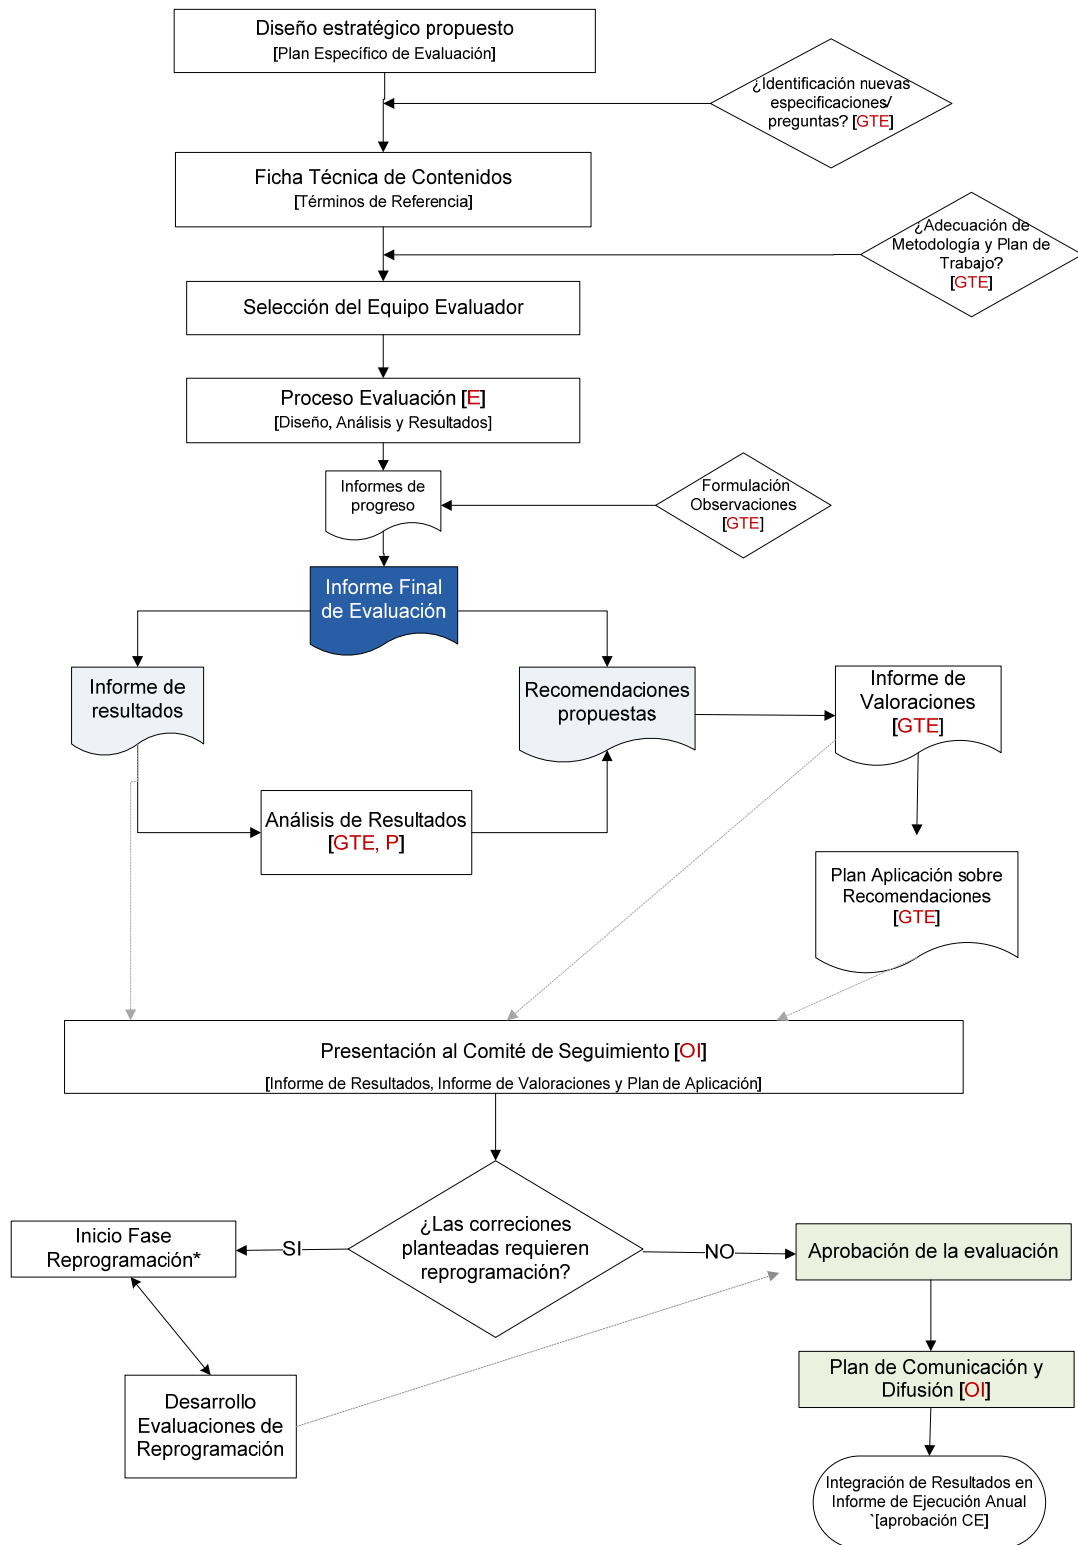 Diseño estratégico propuesto
[Plan Específico de Evaluación]
¿Identificación nuevas
especificaciones/
preguntas? [GTE]
Ficha Técnica de Contenidos
[Términos de Referencia]
¿Adecuación de
Metodología y Plan de
Trabajo?
[GTE]
Selección del Equipo Evaluador
Proceso Evaluación [E]
[Diseño, Análisis y Resultados]
Informes de
progreso
Formulación
Observaciones
[GTE]
Informe Final
de Evaluación
Informe de
resultados
Recomendaciones
propuestas
Informe de
Valoraciones
[GTE]
Análisis de Resultados
[GTE, P]
Plan Aplicación sobre
Recomendaciones
[GTE]
Presentación al Comité de Seguimiento [OI]
[Informe de Resultados, Informe de Valoraciones y Plan de Aplicación]
¿Las correciones
planteadas requieren
reprogramación?
SI
NO
Inicio Fase
Reprogramación*
Aprobación de la evaluación
Desarrollo
Evaluaciones de
Reprogramación
Plan de Comunicación y
Difusión [OI]
Integración de Resultados en
Informe de Ejecución Anual
`[aprobación CE]